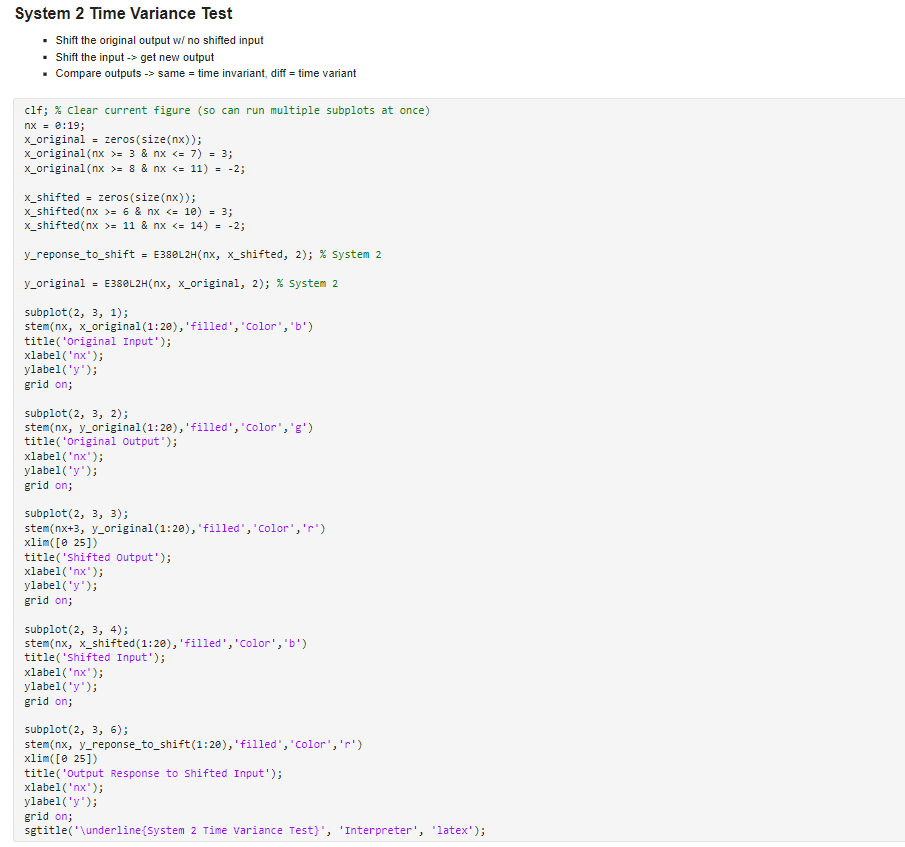 System 2 Time Variance Test
▪ Shift the original output w/ no shifted input
▪ Shift the input -> get new output
▪ Compare outputs -> same = time invariant, diff = time variant
clf; % Clear current figure (so can run multiple subplots at once)
nx = 0:19;
x_original = zeros(size(nx));
x_original(nx >= 3 & nx <= 7) = 3;
x_original(nx >= 8 & nx <= 11) = -2;
x_shifted = zeros(size(nx));
x_shifted(nx >= 6 & nx <= 10) = 3;
x_shifted(nx >= 11 & nx <= 14) = -2;
y_reponse_to_shift = E380L2H(nx, x_shifted, 2); % System 2
y_original = E380L2H(nx, x_original, 2); % System 2
subplot(2, 3, 1);
stem(nx, x_original(1:20),'filled','Color','b')
title('Original Input');
xlabel('nx');
ylabel('y');
grid on;
subplot(2, 3, 2);
stem(nx, y_original(1:20),'filled','Color','g')
title('Original Output');
xlabel('nx');
ylabel('y');
grid on;
subplot(2, 3, 3);
stem(nx+3, y_original(1:20),'filled','Color','r')
xlim([0 25])
title('Shifted Output');
xlabel('nx');
ylabel('y');
grid on;
subplot(2, 3, 4);
stem(nx, x_shifted(1:20),'filled','Color','b')
title('Shifted Input');
xlabel('nx');
ylabel('y');
grid on;
subplot(2, 3, 6);
stem(nx, y_reponse_to_shift(1:20),'filled','Color','r')
xlim([0 25])
title('Output Response to Shifted Input');
xlabel('nx');
ylabel('y');
grid on;
sgtitle('\underline{System 2 Time Variance Test}', 'Interpreter', 'latex');